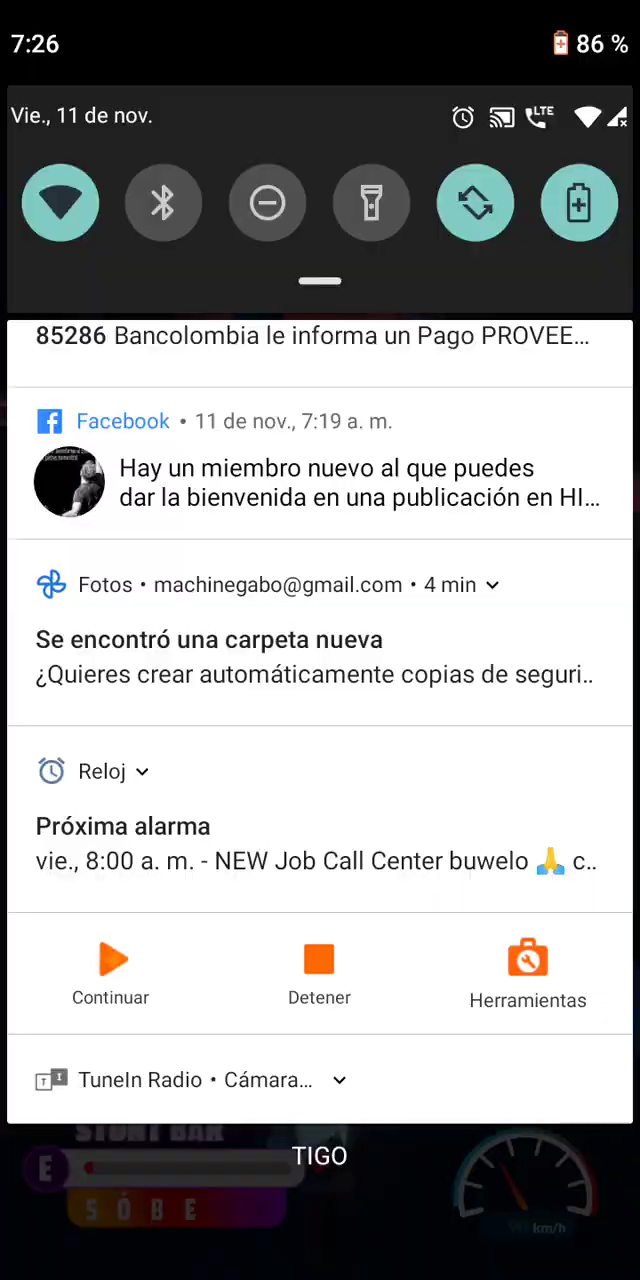 7:26
86 %
Vie., 11 de nov.
LTE
85286 Bancolombia le informa un Pago PROVEE...
Facebook • 11 de nov., 7:19 a. m.
Hay un miembro nuevo al que puedes
dar la bienvenida en una publicación en HI...
Fotos • machinegabo@gmail.com • 4 min
Se encontró una carpeta nueva
¿Quieres crear automáticamente copias de seguri..
Reloj
Próxima alarma
vie., 8:00 a. m. - NEW Job Call Center buwelo 🙏 c..
Continuar
Detener
Herramientas
TuneIn Radio • Cámara...
STUNT BAR
TIGO
E
SÓBE
km/h